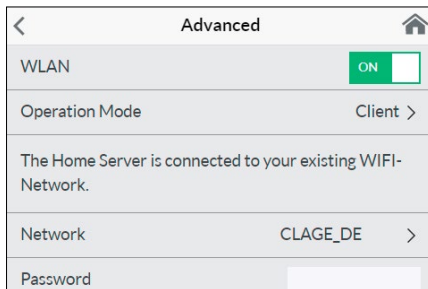 Advanced
WLAN ON
Operation Mode Client >
The Home Server is connected to your existing WIFI-
Network.
Network CLAGE_DE >
Password